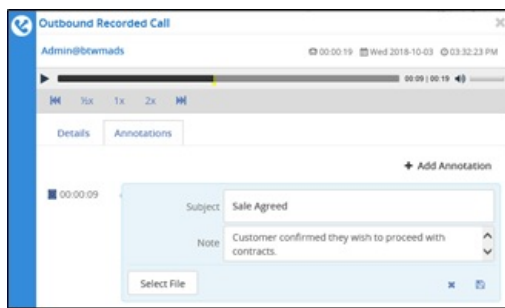 Outbound Recorded Call
Admin@btwmads 00:00:19 Wed 2018-10-03 03:32:23 PM
00:09 | 00:19
½x 1x 2x
Details Annotations
+ Add Annotation
00:00:09
Subject Sale Agreed
Note Customer confirmed they wish to proceed with
contracts.
Select File